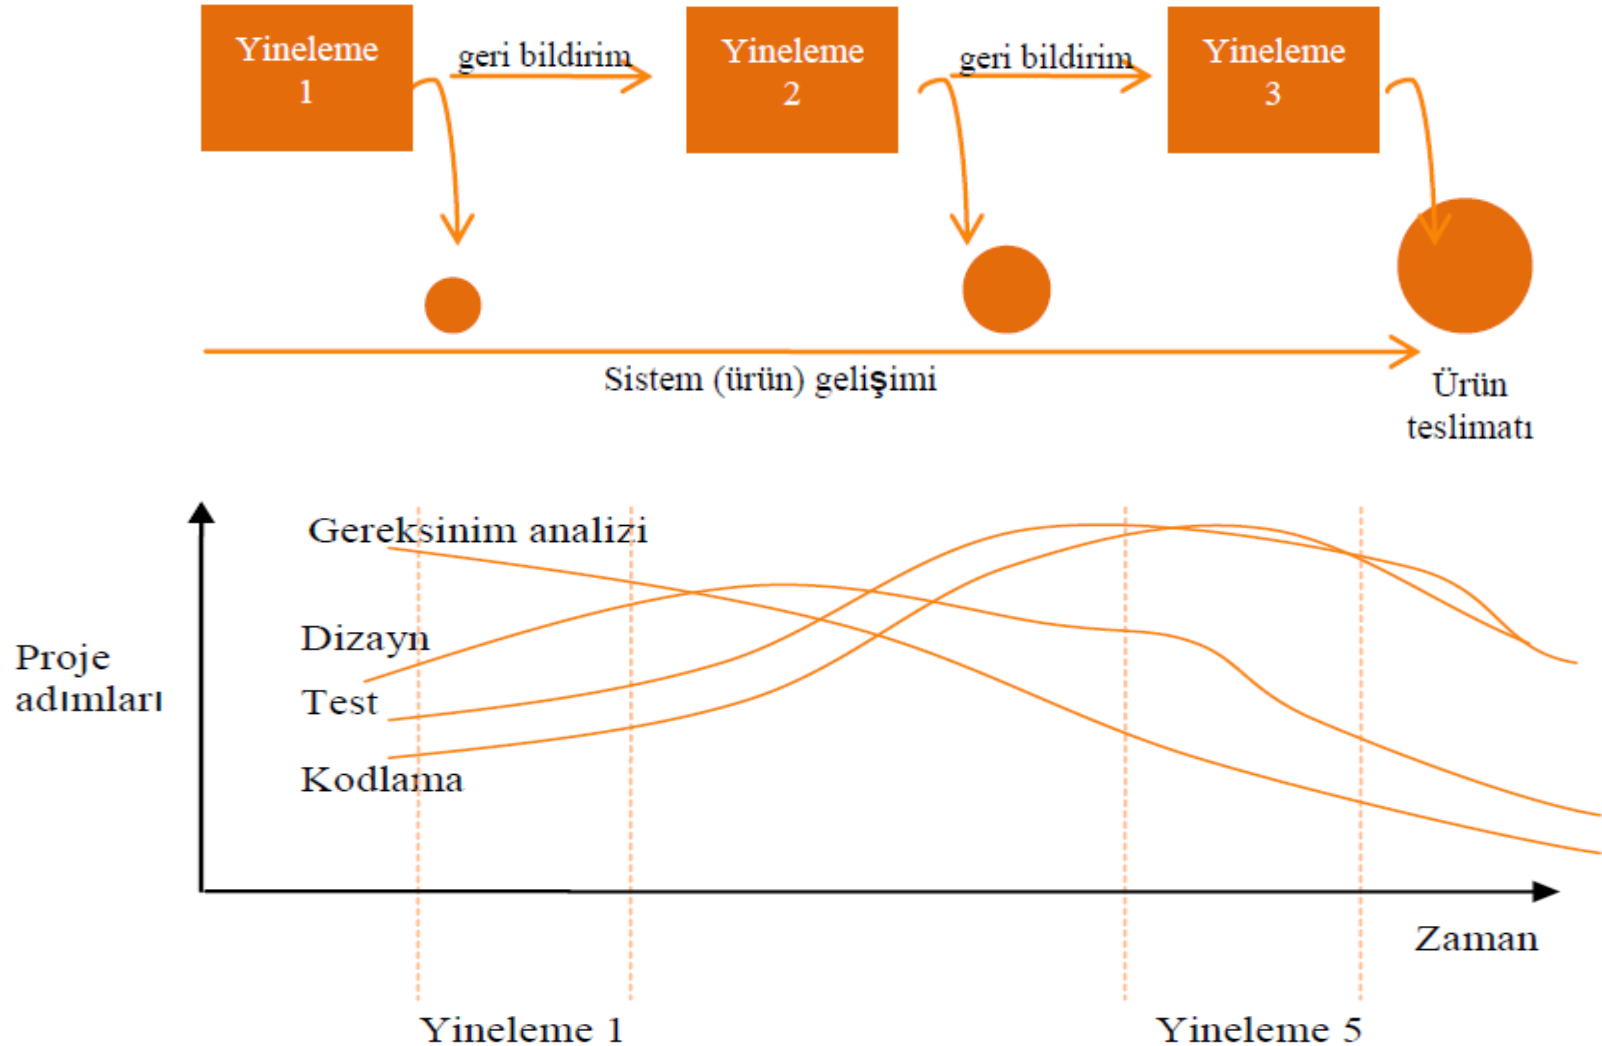 Yineleme
1
geri bildirim
Yineleme
2
geri bildirim
Yineleme
3
Sistem (ürün) gelişimi
Ürün
teslimatı
Gereksinim analizi
Dizayn
Test
Kodlama
Proje
adımları
Zaman
Yineleme 1
Yineleme 5